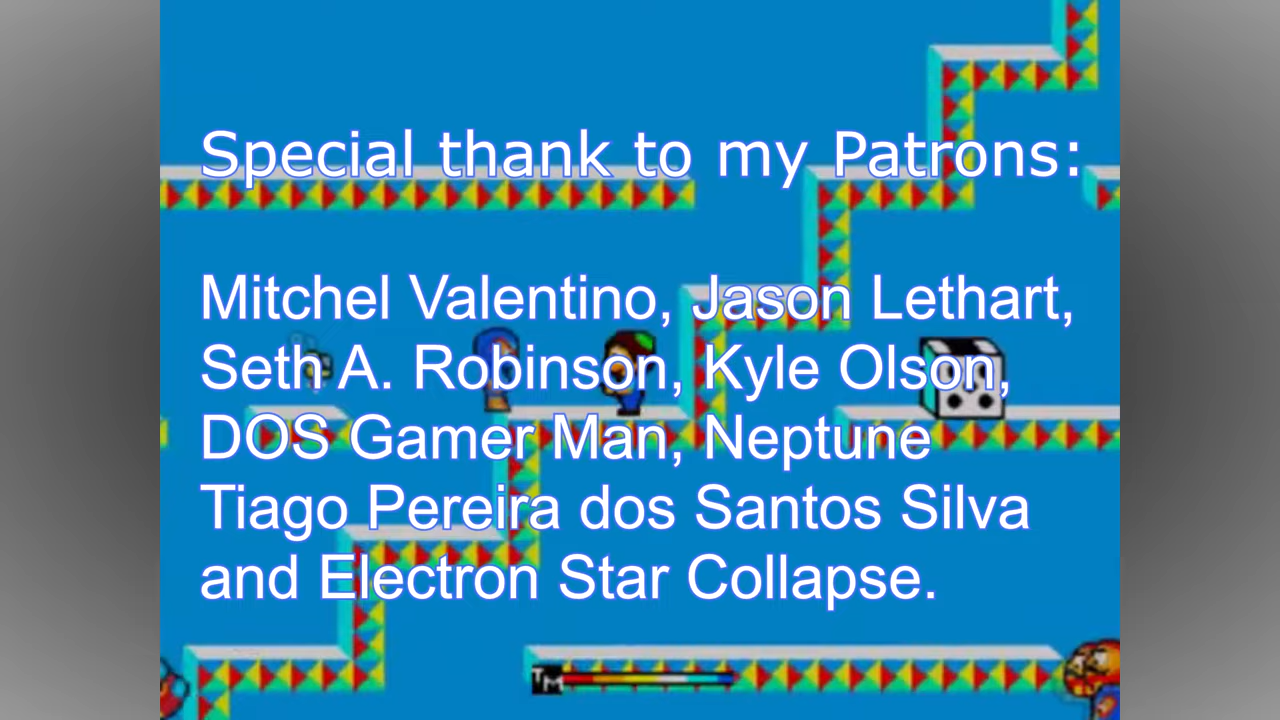 Special thank to my Patrons:
Mitchel Valentino, Jason Lethart,
Seth A. Robinson, Kyle Olson,
DOS Gamer Man, Neptune
Tiago Pereira dos Santos Silva
and Electron Star Collapse.
TM